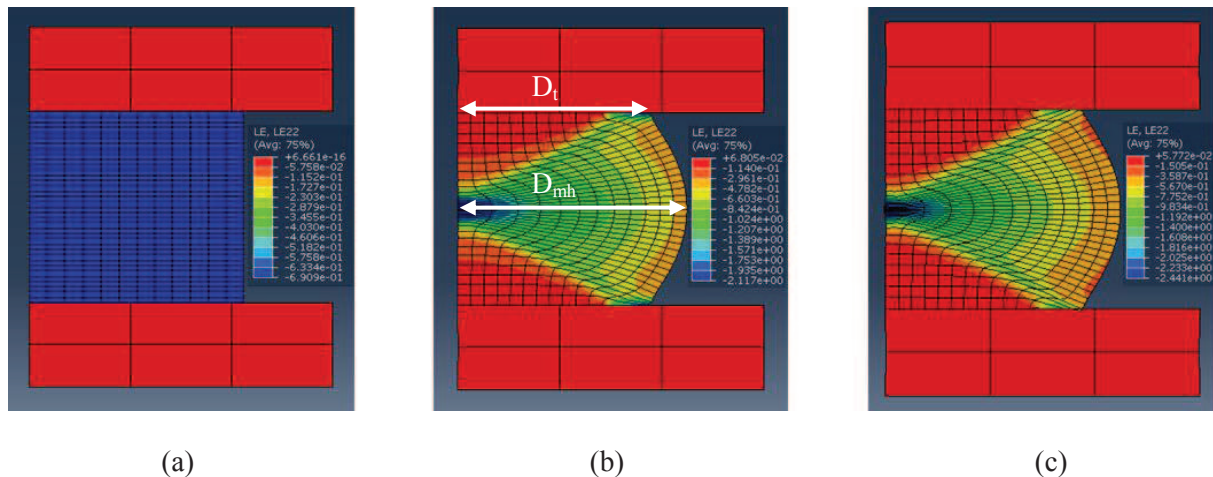 LE, LE22
(Avg: 75%)
+6.661e-16
-5.758e-02
-1.152e-01
-1.727e-01
-2.303e-01
-2.879e-01
-3.455e-01
-4.030e-01
-4.606e-01
-5.182e-01
-5.758e-01
-6.334e-01
-6.909e-01
Dt
Dmh
LE, LE22
(Avg: 75%)
+6.805e-02
-1.140e-01
-2.961e-01
-4.782e-01
-6.603e-01
-8.424e-01
-1.024e+00
-1.207e+00
-1.389e+00
-1.571e+00
-1.753e+00
-1.935e+00
-2.117e+00
LE, LE22
(Avg: 75%)
+5.772e-02
-1.505e-01
-3.587e-01
-5.670e-01
-7.752e-01
-9.834e-01
-1.192e+00
-1.400e+00
-1.608e+00
-1.816e+00
-2.025e+00
-2.233e+00
-2.441e+00
(a)
(b)
(c)